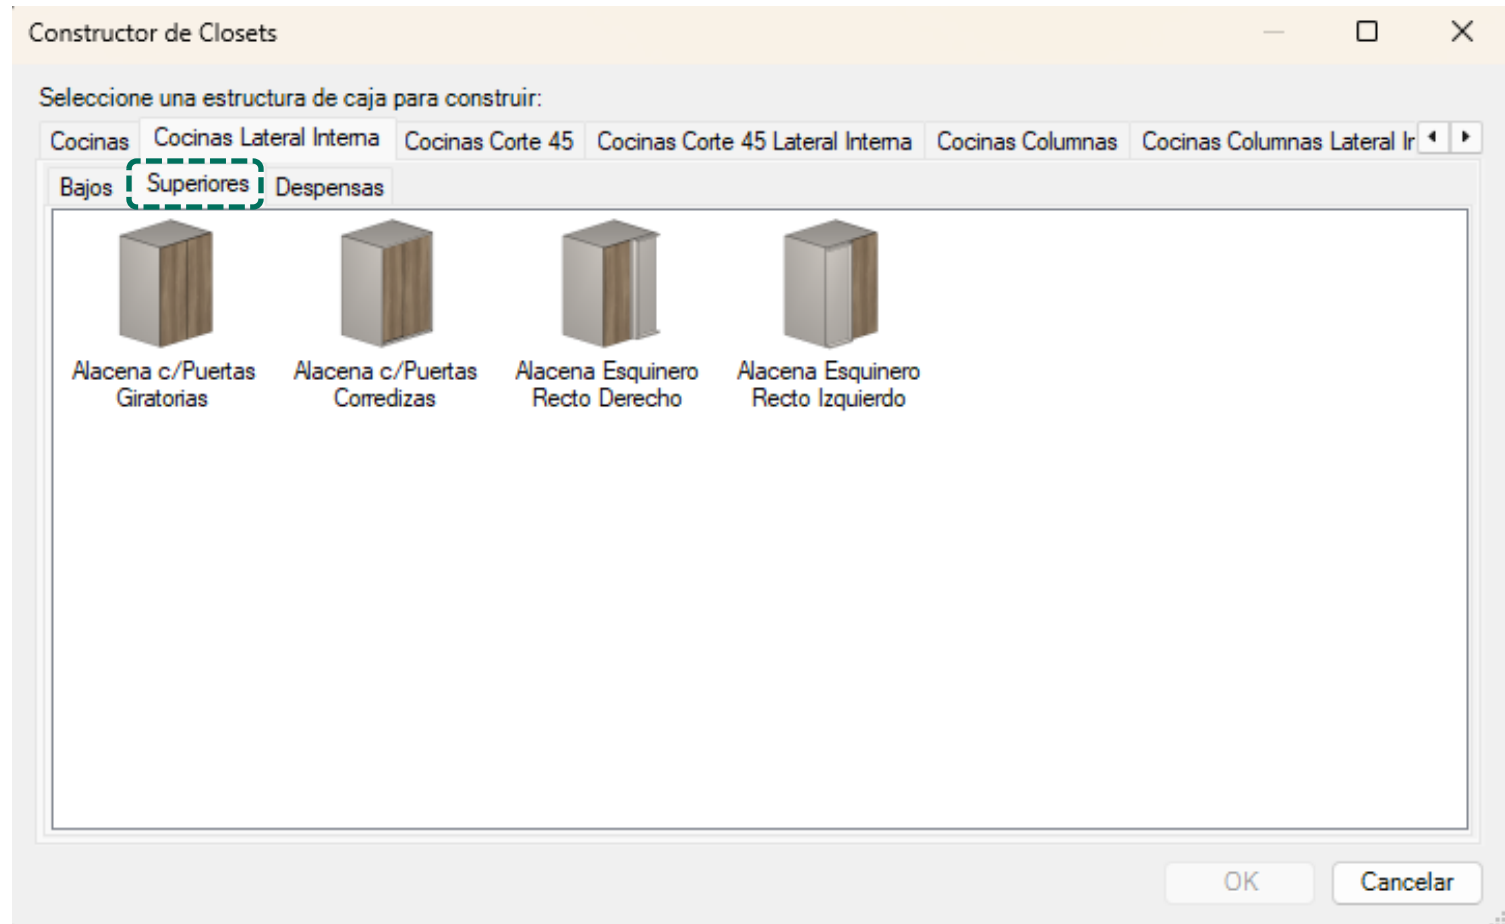 Constructor de Closets
Seleccione una estructura de caja para construir:
Cocinas Cocinas Lateral Interna Cocinas Corte 45 Cocinas Corte 45 Lateral Interna Cocinas Columnas Cocinas Columnas Lateral Ir
Bajos Superiores Despensas
Alacena c/Puertas Alacena c/Puertas Alacena Esquinero Alacena Esquinero
Giratorias Corredizas Recto Derecho Recto Izquierdo
OK Cancelar